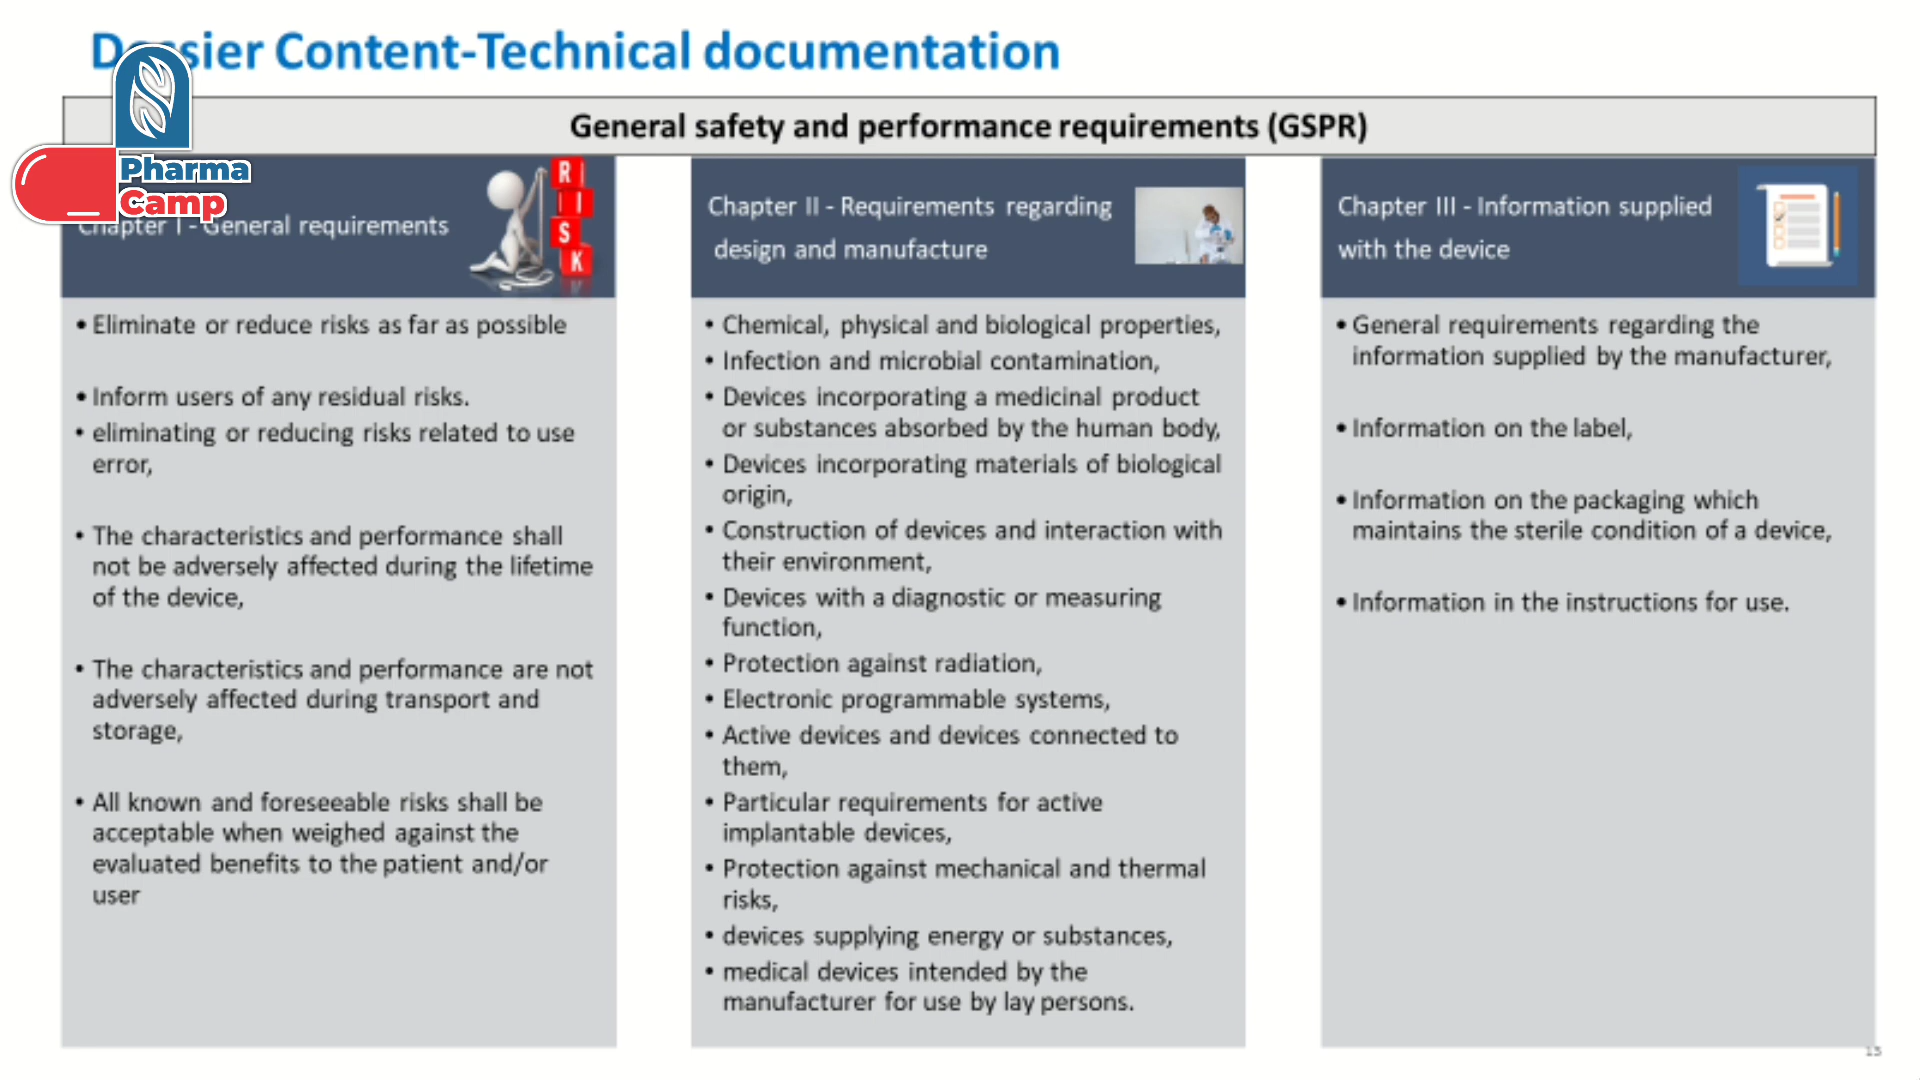 Dossier Content-Technical documentation
General safety and performance requirements (GSPR)
Pharma
Camp
Chapter I - General requirements
R
I
S
K
• Eliminate or reduce risks as far as possible
• Inform users of any residual risks.
• eliminating or reducing risks related to use
error,
• The characteristics and performance shall
not be adversely affected during the lifetime
of the device,
• The characteristics and performance are not
adversely affected during transport and
storage,
• All known and foreseeable risks shall be
acceptable when weighed against the
evaluated benefits to the patient and/or
user
Chapter II - Requirements regarding
design and manufacture
• Chemical, physical and biological properties,
• Infection and microbial contamination,
• Devices incorporating a medicinal product
or substances absorbed by the human body,
• Devices incorporating materials of biological
origin,
• Construction of devices and interaction with
their environment,
• Devices with a diagnostic or measuring
function,
• Protection against radiation,
• Electronic programmable systems,
• Active devices and devices connected to
them,
• Particular requirements for active
implantable devices,
• Protection against mechanical and thermal
risks,
• devices supplying energy or substances,
• medical devices intended by the
manufacturer for use by lay persons.
Chapter III - Information supplied
with the device
• General requirements regarding the
information supplied by the manufacturer,
• Information on the label,
• Information on the packaging which
maintains the sterile condition of a device,
• Information in the instructions for use.